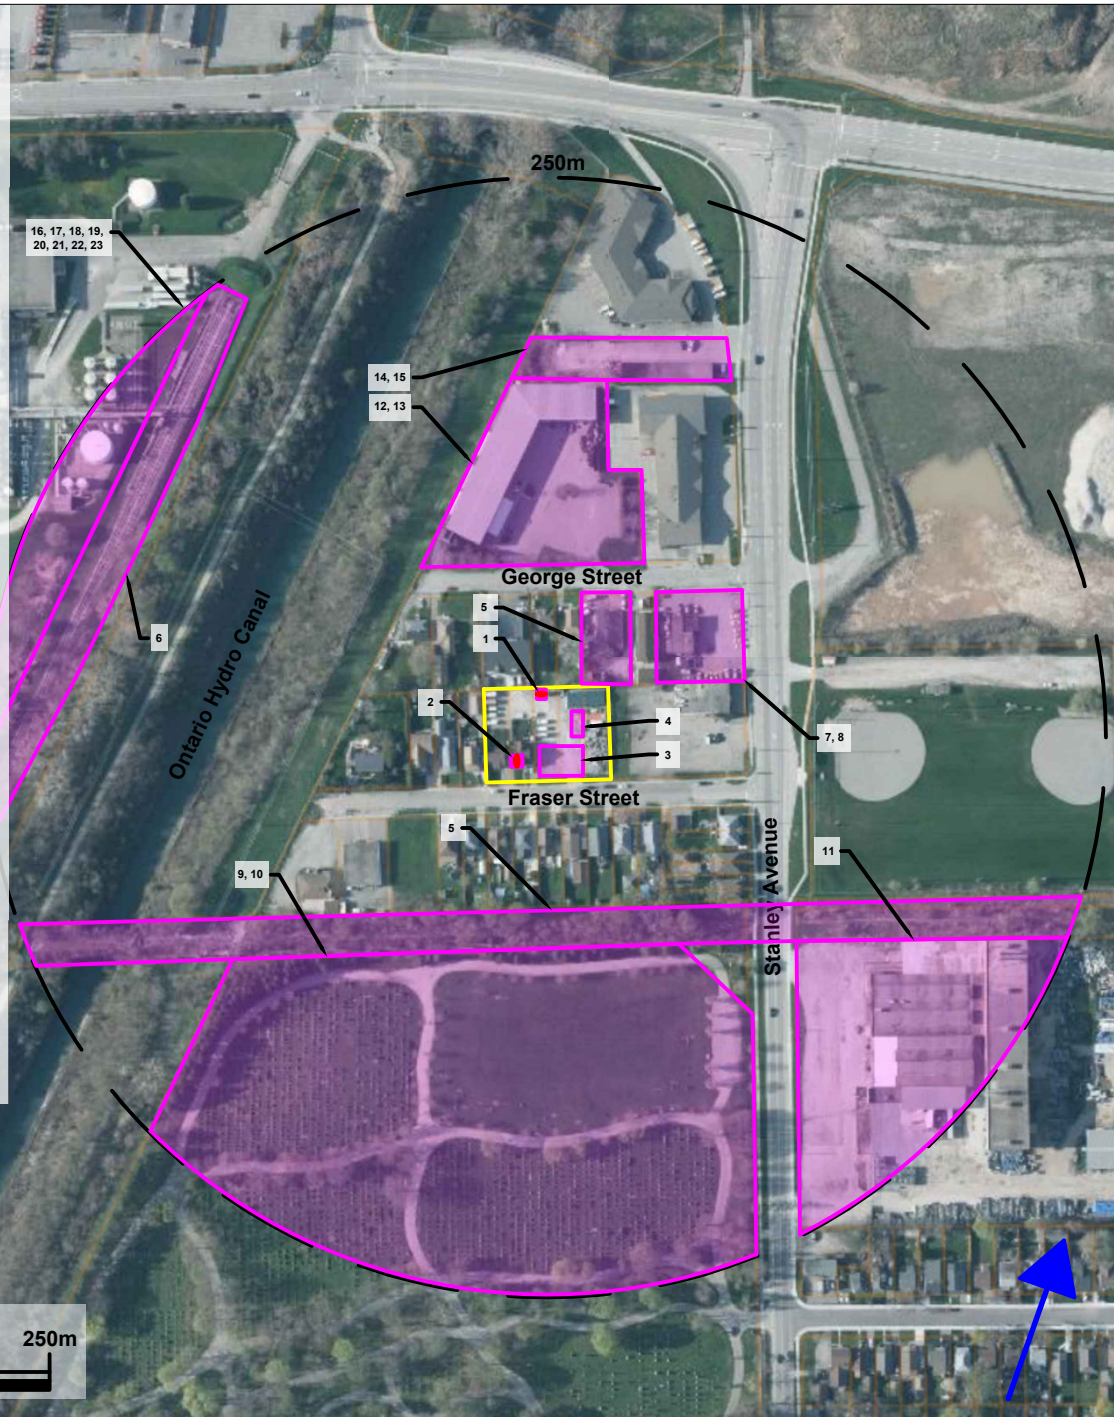 250m
16, 17, 18, 19,
20, 21, 22, 23
14, 15
12, 13
George Street
5
1
6
2
4
3
7, 8
Ontario Hydro Canal
Fraser Street
5
11
9, 10
Stanley Avenue
250m